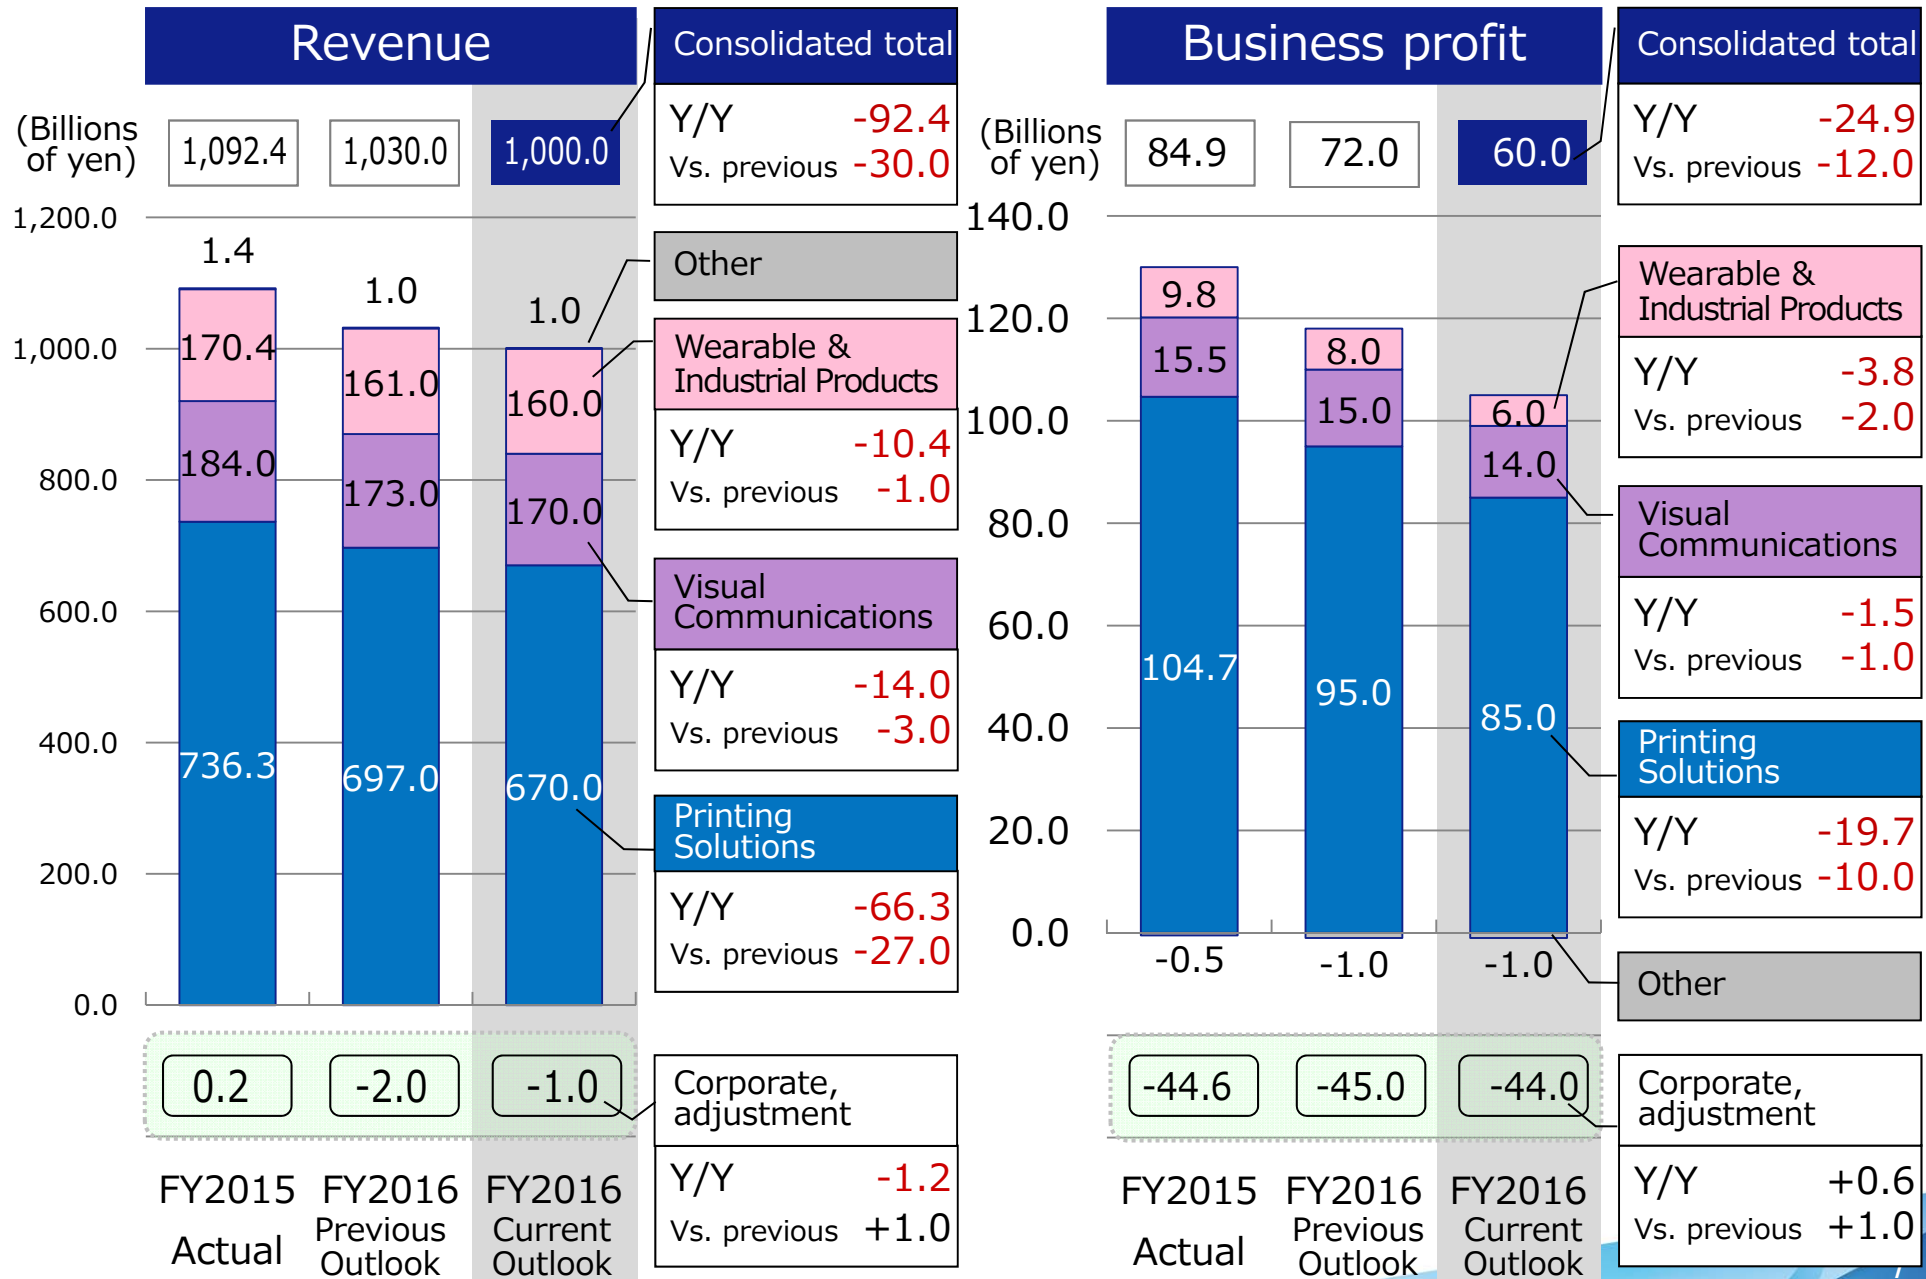 Revenue
Consolidated total
Y/Y -92.4
Vs. previous -30.0
(Billions
of yen)
1,092.4
1,030.0
1,000.0
1,200.0
1,000.0
800.0
600.0
400.0
200.0
0.0
1.4
1.0
1.0
170.4
161.0
160.0
184.0
173.0
170.0
736.3
697.0
670.0
Other
Wearable &
Industrial Products
Y/Y -10.4
Vs. previous -1.0
Visual
Communications
Y/Y -14.0
Vs. previous -3.0
Printing
Solutions
Y/Y -66.3
Vs. previous -27.0
0.2
-2.0
-1.0
Corporate,
adjustment
Y/Y -1.2
Vs. previous +1.0
FY2015
Actual
FY2016
Previous
Outlook
FY2016
Current
Outlook
Business profit
Consolidated total
Y/Y -24.9
Vs. previous -12.0
(Billions
of yen)
84.9
72.0
60.0
140.0
120.0
100.0
80.0
60.0
40.0
20.0
0.0
9.8
8.0
6.0
15.5
15.0
14.0
104.7
95.0
85.0
-0.5
-1.0
-1.0
Wearable &
Industrial Products
Y/Y -3.8
Vs. previous -2.0
Visual
Communications
Y/Y -1.5
Vs. previous -1.0
Printing
Solutions
Y/Y -19.7
Vs. previous -10.0
Other
-44.6
-45.0
-44.0
Corporate,
adjustment
Y/Y +0.6
Vs. previous +1.0
FY2015
Actual
FY2016
Previous
Outlook
FY2016
Current
Outlook